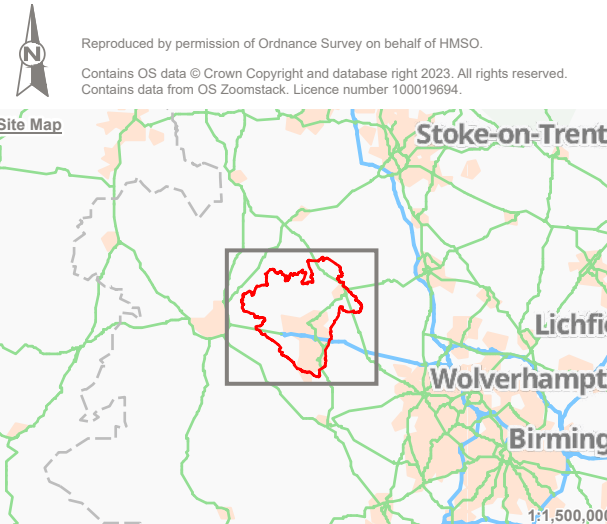 N
Reproduced by permission of Ordnance Survey on behalf of HMSO.
Contains OS data © Crown Copyright and database right 2023. All rights reserved.
Contains data from OS Zoomstack. Licence number 100019694.
Site Map
Stoke-on-Trent
Lichfi
Wolverhampt
Birming
1:1,500,000